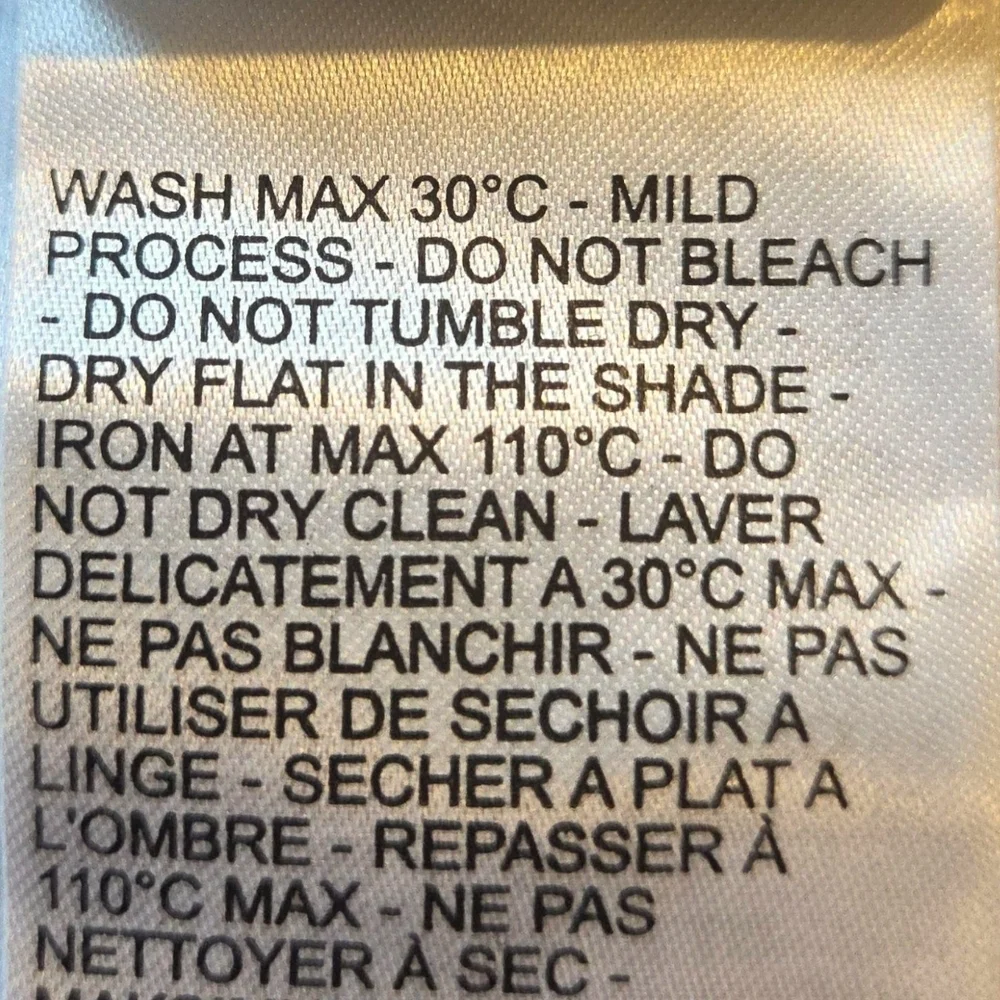 WASH MAX 30°C - MILD
PROCESS - DO NOT BLEACH
- DO NOT TUMBLE DRY -
DRY FLAT IN THE SHADE -
IRON AT MAX 110°C - DO
NOT DRY CLEAN - LAVER
DELICATEMENT A 30°C MAX -
NE PAS BLANCHIR - NE PAS
UTILISER DE SECHOIR A
LINGE - SECHER A PLAT A
L'OMBRE - REPASSER À
110°C MAX - NE PAS
NETTOYER À SEC -